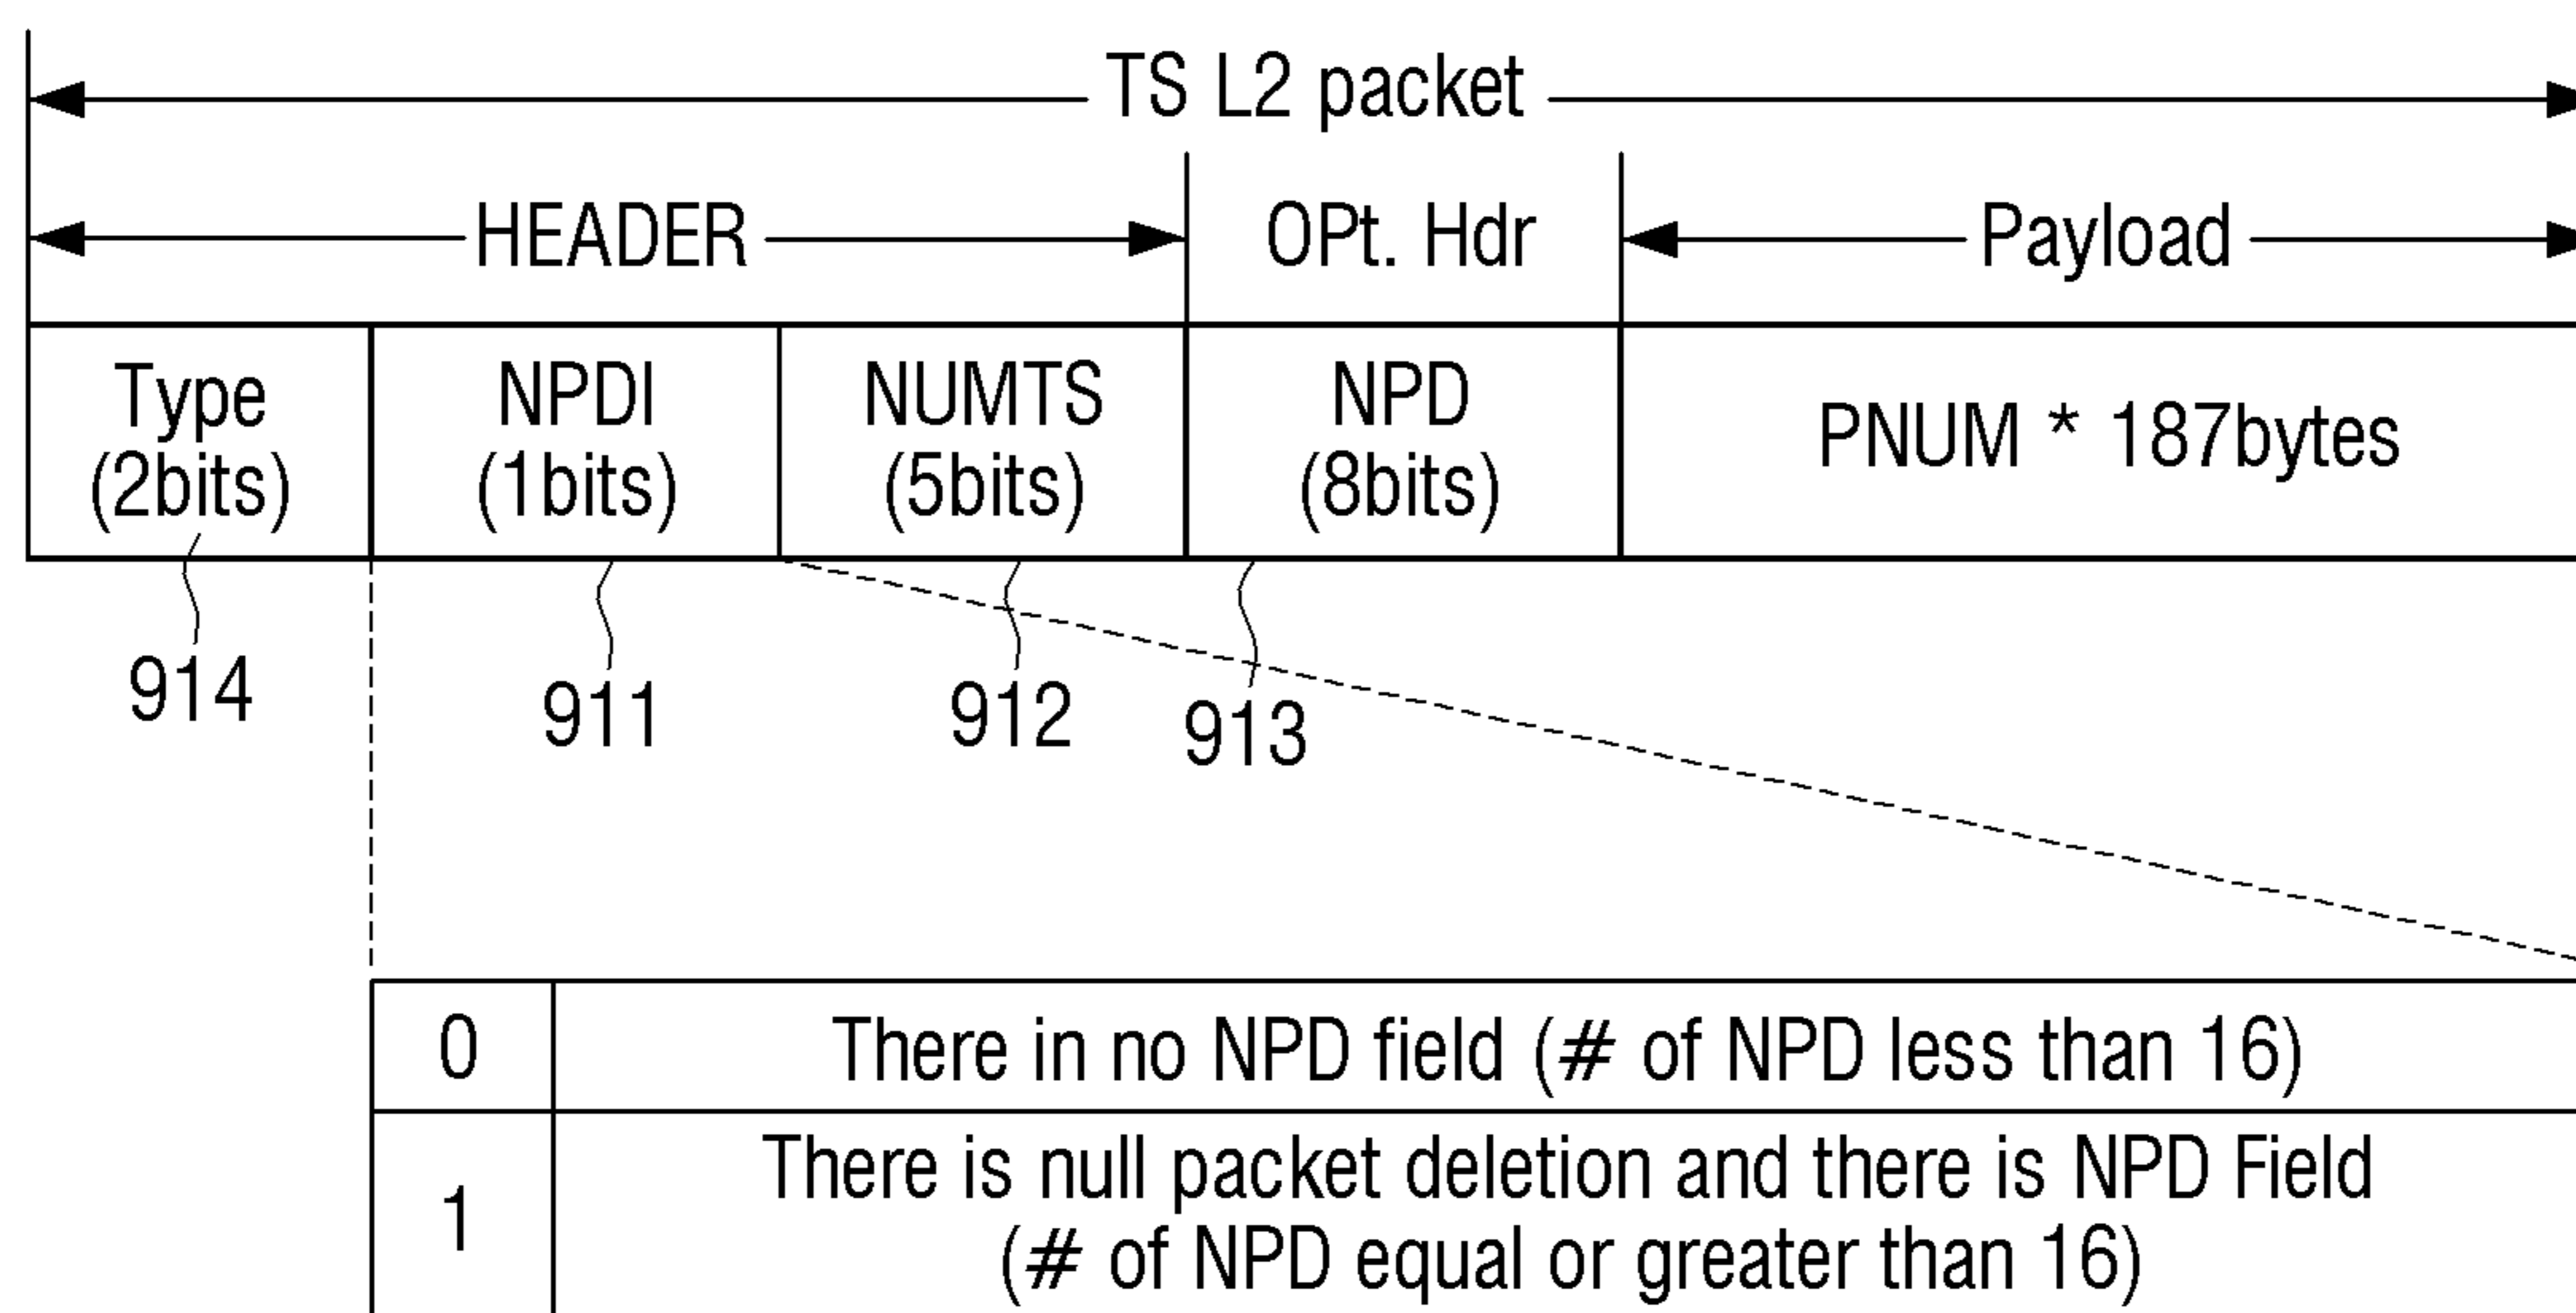 TS L2 packet
HEADER
OPt. Hdr
Payload
Type
(2bits)
NPDI
(1bits)
NUMTS
(5bits)
NPD
(8bits)
PNUM * 187bytes
914
911
912
913
0
There in no NPD field (# of NPD less than 16)
1
There is null packet deletion and there is NPD Field
(# of NPD equal or greater than 16)